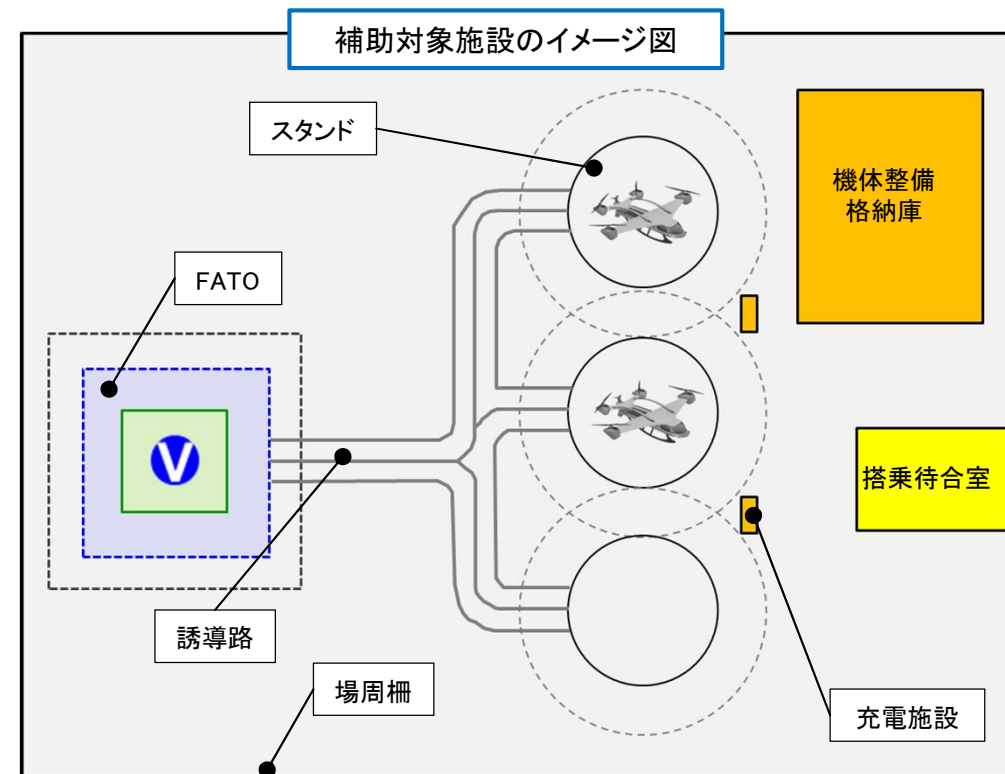 補助対象施設のイメージ図
スタンド
機体整備
格納庫
FATO
V
搭乗待合室
誘導路
場周柵
充電施設